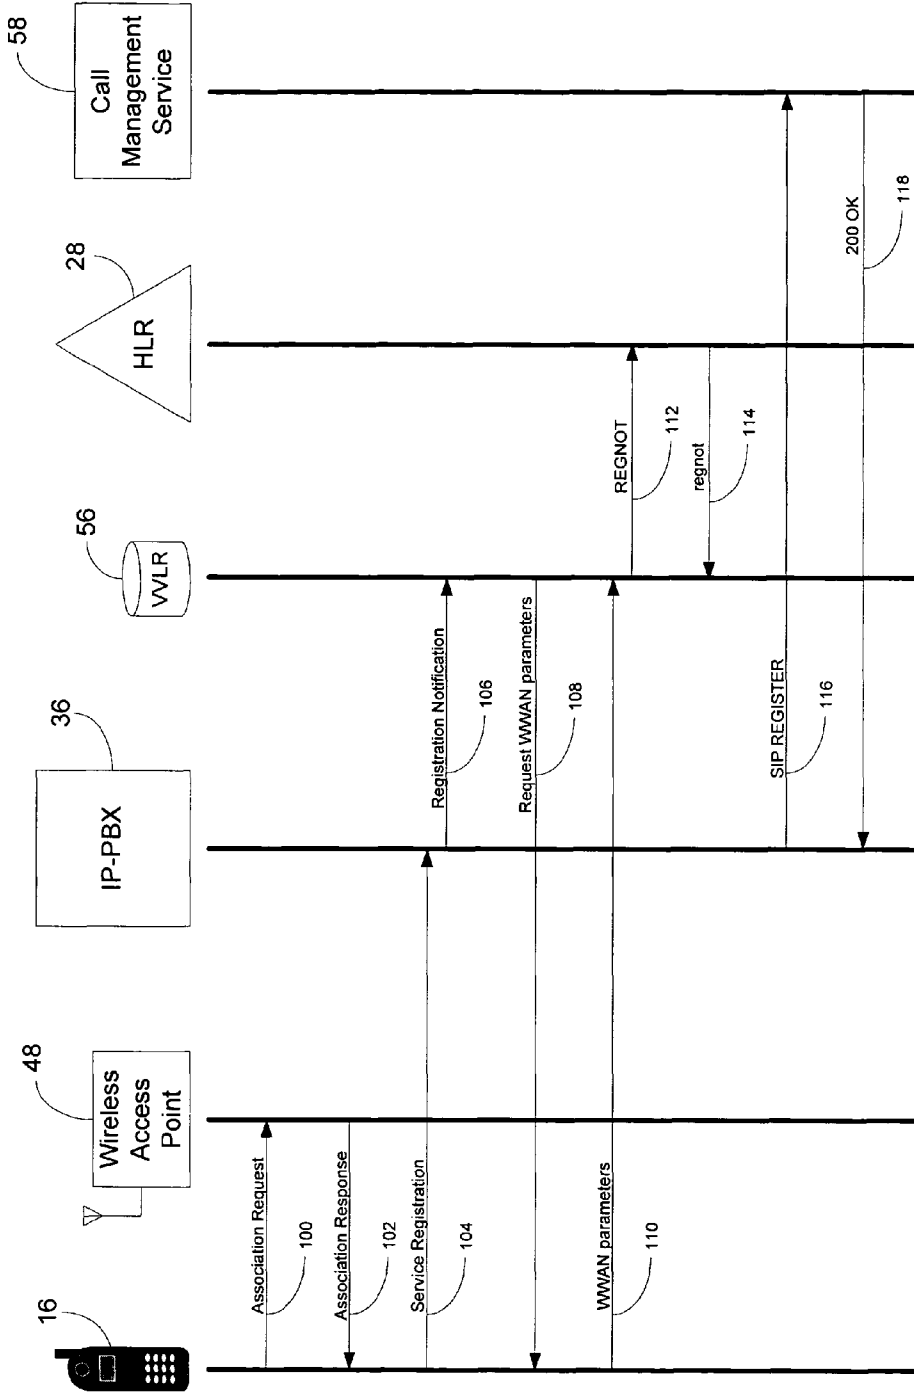 16
Wireless
Access
Point
48
IP-PBX
36
VVLR
56
HLR
28
Call
Management
Service
58
Association Request
100
Association Response
102
Service Registration
104
Registration Notification
106
Request WWAN parameters
108
WWAN parameters
110
REGNOT
112
regnot
114
SIP REGISTER
116
200 OK
118